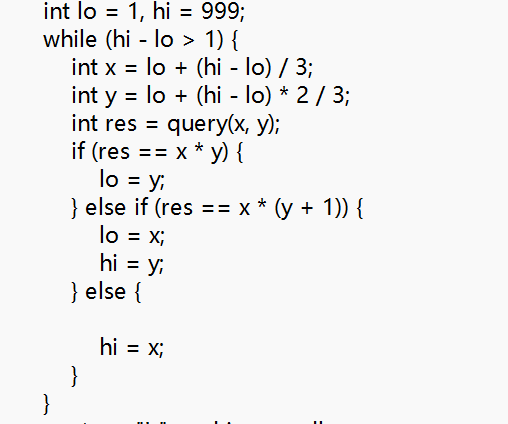 int lo = 1, hi = 999;
while (hi - lo > 1) {
int x = lo + (hi - lo) / 3;
int y = lo + (hi - lo) * 2 / 3;
int res = query(x, y);
if (res == x * y) {
lo = y;
} else if (res == x * (y + 1)) {
lo = x;
hi = y;
} else {
hi = x;
}
}